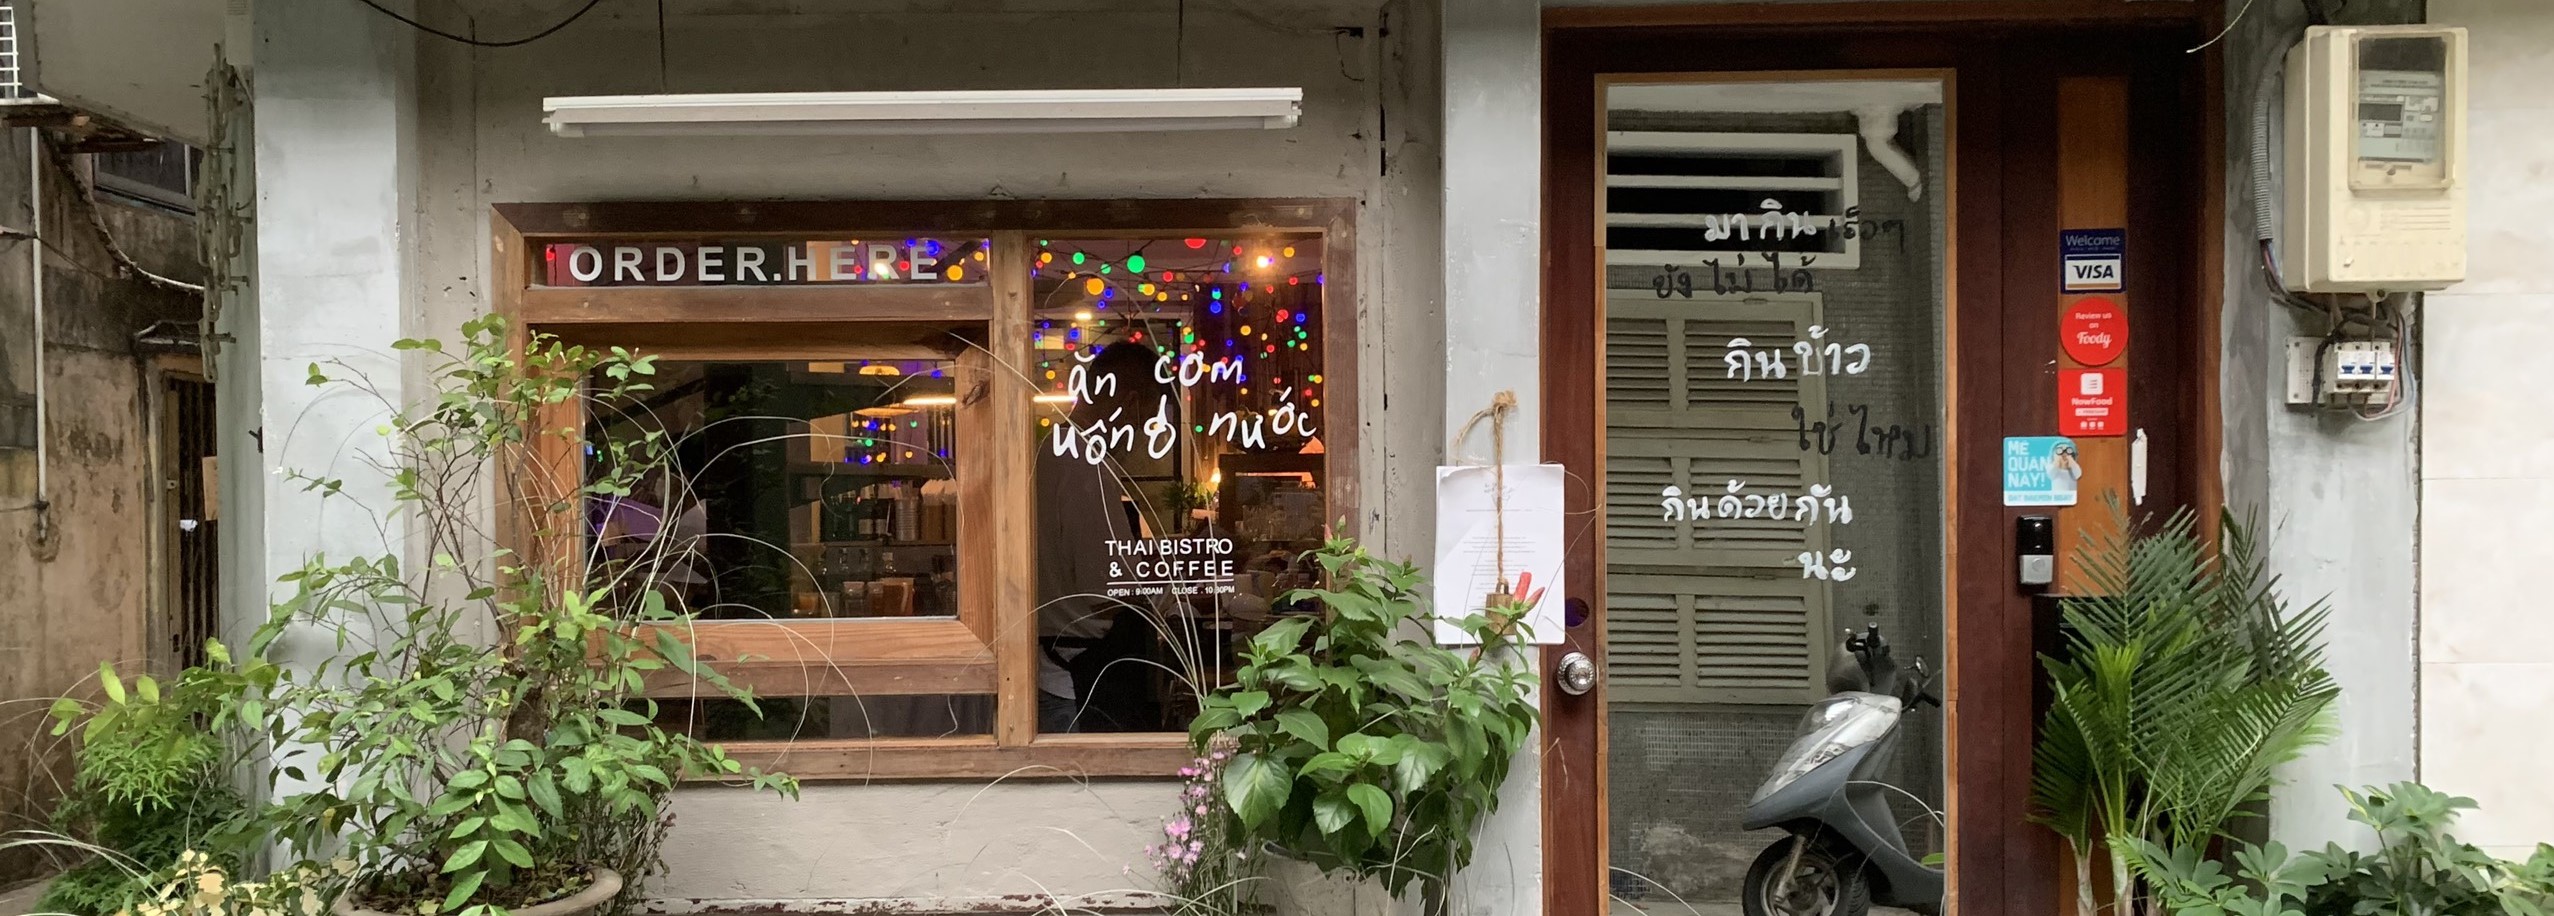 ORDER.HERE
ăn cơm
uống nước
THAI BISTRO
& COFFEE
OPEN : 9:00AM CLOSE . 10:30PM
มากินเร็วๆ
ยังไม่ได้
กินข้าว
ใช่ไหม
กินด้วยกัน
นะ
Welcome
VISA
Review us
on
Foody
NowFood
MÊ
QUÁN
NÀY!